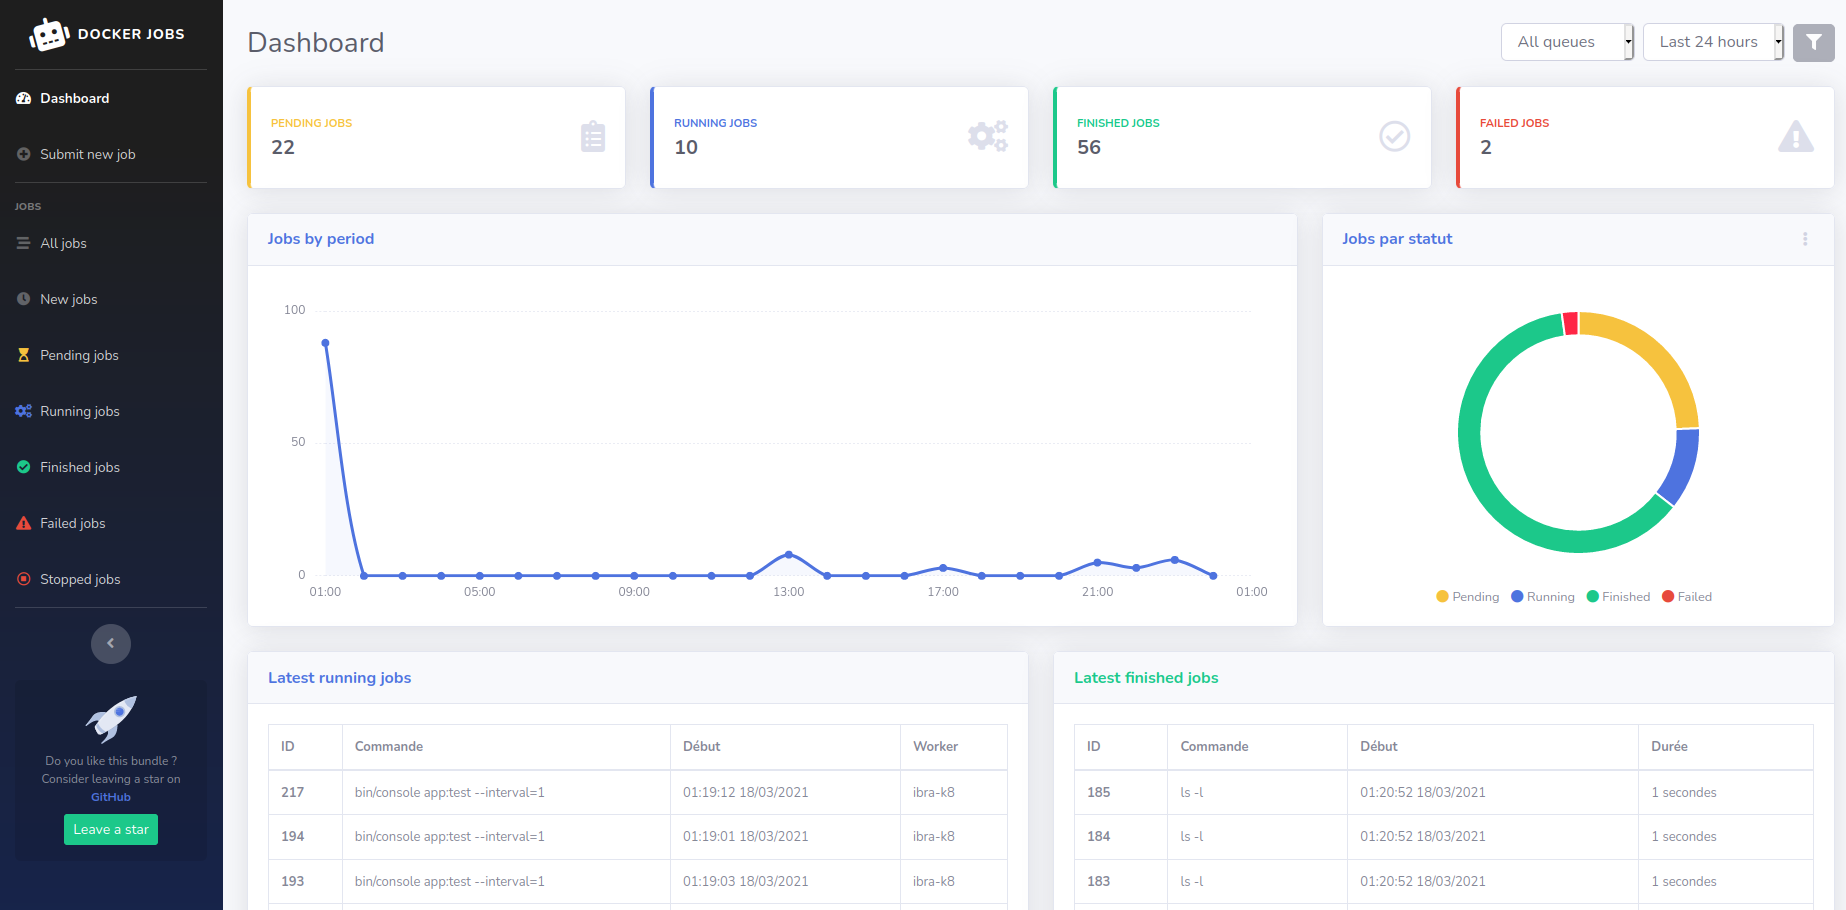 DOCKER JOBS
Dashboard
Submit new job
JOBS
All jobs
New jobs
Pending jobs
Running jobs
Finished jobs
Failed jobs
Stopped jobs
Do you like this bundle ?
Consider leaving a star on
GitHub
Leave a star
Dashboard
All queues
Last 24 hours
PENDING JOBS
22
RUNNING JOBS
10
FINISHED JOBS
56
FAILED JOBS
2
Jobs by period
100
50
0
01:00 05:00 09:00 13:00 17:00 21:00 01:00
Jobs par statut
Pending Running Finished Failed
Latest running jobs
ID Commande Début Worker
217 bin/console app:test --interval=1 01:19:12 18/03/2021 ibra-k8
194 bin/console app:test --interval=1 01:19:01 18/03/2021 ibra-k8
193 bin/console app:test --interval=1 01:19:03 18/03/2021 ibra-k8
Latest finished jobs
ID Commande Début Durée
185 ls -l 01:20:52 18/03/2021 1 secondes
184 ls -l 01:20:52 18/03/2021 1 secondes
183 ls -l 01:20:52 18/03/2021 1 secondes